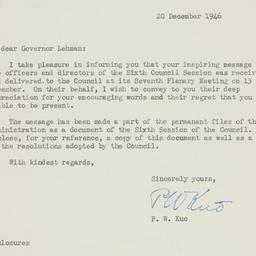 20 December 1946
dear Governor Lehman:
I take pleasure in informing you that your inspiring message
e officers and directors of the Sixth Council Session was receive
delivered to the Council at its Seventh Plenary Meeting on 13
ember. On their behalf, I wish to convey to you their deep
reciation for your encouraging words and their regret that you
able to be present.
The message has been made a part of the permanent files of th
inistration as a document of the Sixth Session of the Council.
close, for your reference, a copy of this document as well as a
the resolutions adopted by the Council.
With kindest regards,
Sincerely yours,
P W Kuo
P. W. Kuo
closures